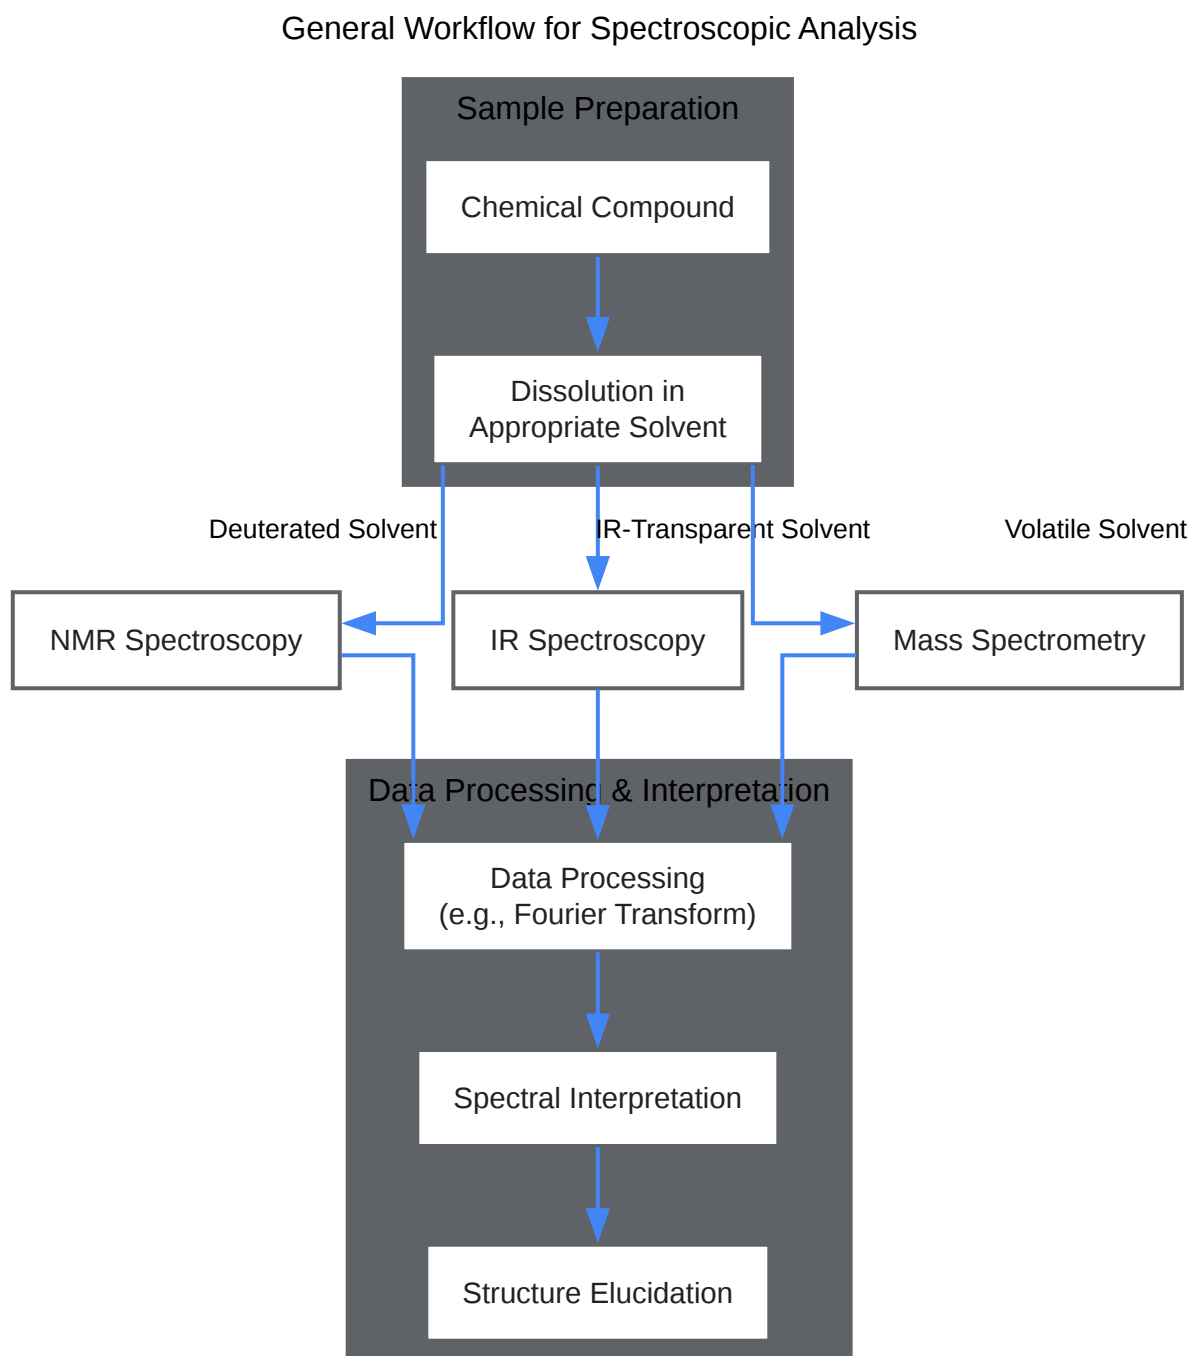 General Workflow for Spectroscopic Analysis
Sample Preparation
Chemical Compound
Dissolution in
Appropriate Solvent
Deuterated Solvent
IR-Transparent Solvent
Volatile Solvent
NMR Spectroscopy
IR Spectroscopy
Mass Spectrometry
Data Processing & Interpretation
Data Processing
(e.g., Fourier Transform)
Spectral Interpretation
Structure Elucidation